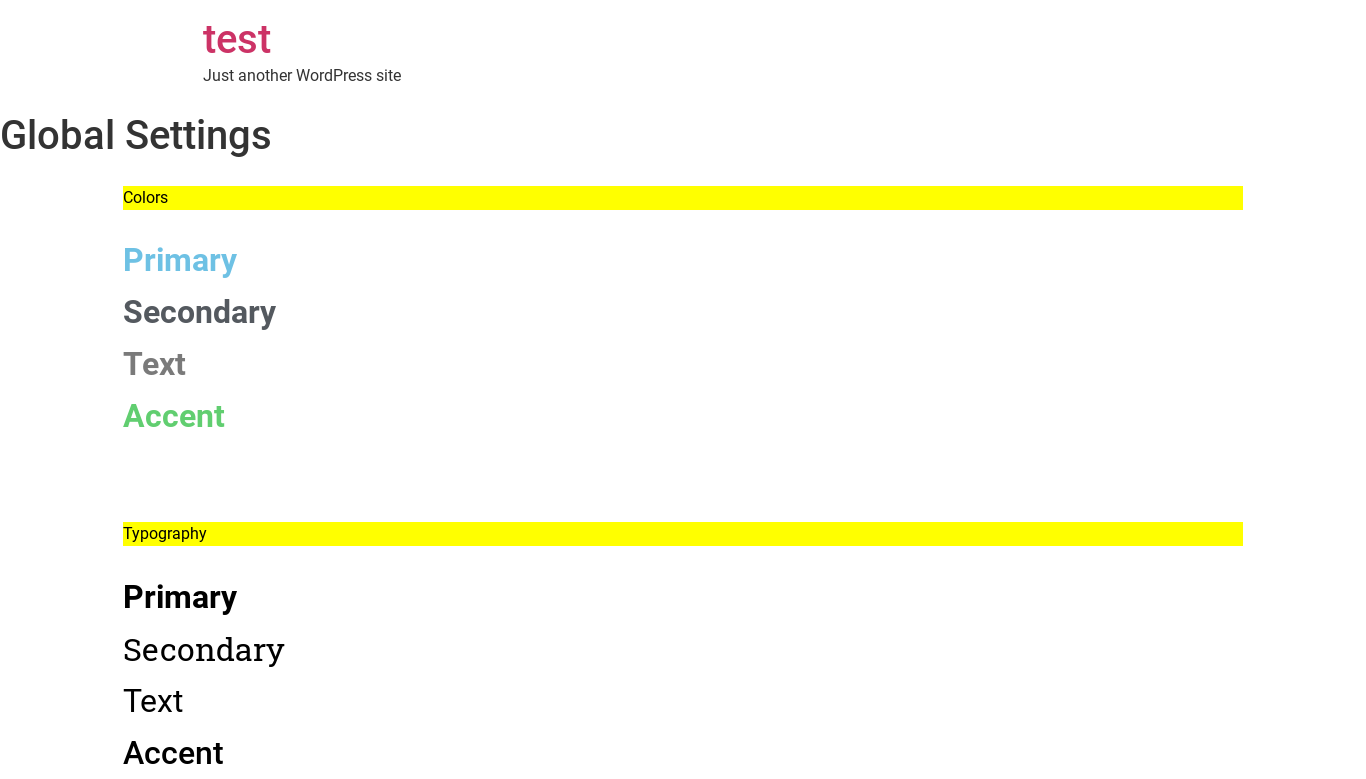 test
Just another WordPress site
Global Settings
Colors
Primary
Secondary
Text
Accent
Typography
Primary
Secondary
Text
Accent